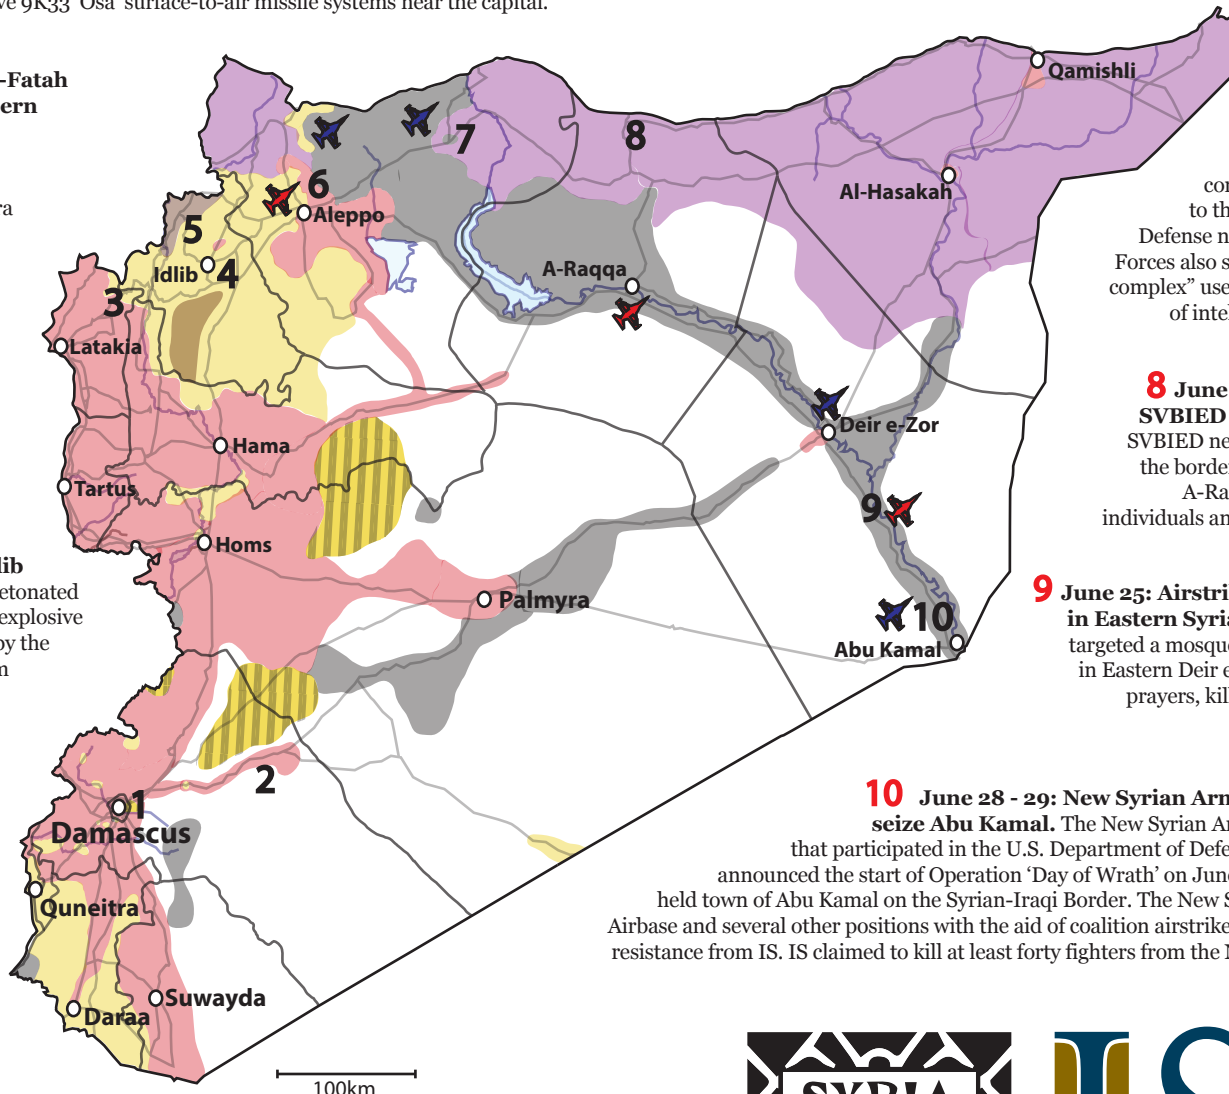 9K33 ‘Osa’ surface-to-air missile systems near the capital.
-Fatah
ern
ra
lib
etonated
explosive
by the
Qamishli
8
7
6
Al-Hasakah
Aleppo
5
Idlib
4
A-Raqqa
3
Latakia
Deir e-Zor
Hama
Tartus
9
Homs
Palmyra
10
Abu Kamal
2
1
Damascus
Quneitra
Suwayda
Daraa
100km
to th
Defense n
Forces also s
complex” use
of intel
8 June
SVBIED
SVBIED ne
the border
A-Ra
individuals an
9 June 25: Airstri
in Eastern Syria
targeted a mosque
in Eastern Deir e
prayers, kil
10 June 28 - 29: New Syrian Arm
seize Abu Kamal. The New Syrian Ar
that participated in the U.S. Department of Defe
announced the start of Operation ‘Day of Wrath’ on June
held town of Abu Kamal on the Syrian-Iraqi Border. The New S
Airbase and several other positions with the aid of coalition airstrike
resistance from IS. IS claimed to kill at least forty fighters from the N
SYRIA